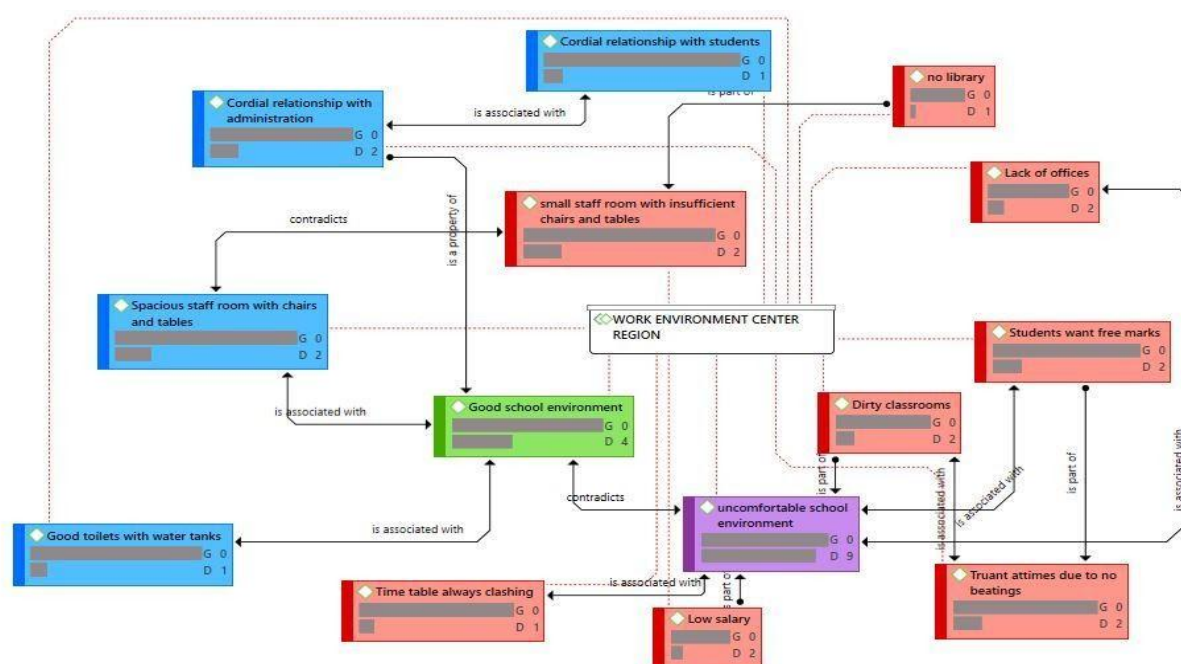 Cordial relationship with students
G 0
D 1
is part of
no library
G 0
D 1
Cordial relationship with
administration
G 0
D 2
is associated with
Lack of offices
G 0
D 2
small staff room with insufficient
chairs and tables
G 0
D 2
contradicts
is a property of
Spacious staff room with chairs
and tables
G 0
D 2
WORK ENVIRONMENT CENTER
REGION
Students want free marks
G 0
D 2
is associated with
Good school environment
G 0
D 4
Dirty classrooms
G 0
D 2
is part of
is associated with
is associated with
is part of
is associated with
contradicts
uncomfortable school
environment
G 0
D 9
is associated with
Good toilets with water tanks
G 0
D 1
Time table always clashing
G 0
D 1
is associated with
is part of
Low salary
G 0
D 2
Truant attimes due to no
beatings
G 0
D 2